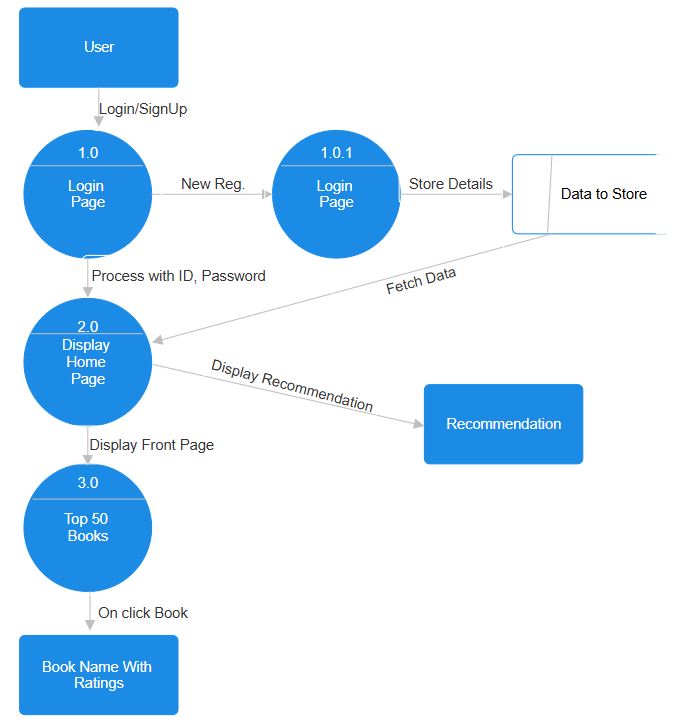 User
Login/SignUp
1.0
Login
Page
New Reg.
1.0.1
Login
Page
Store Details
Data to Store
Process with ID, Password
Fetch Data
2.0
Display
Home
Page
Display Recommendation
Recommendation
Display Front Page
3.0
Top 50
Books
On click Book
Book Name With
Ratings